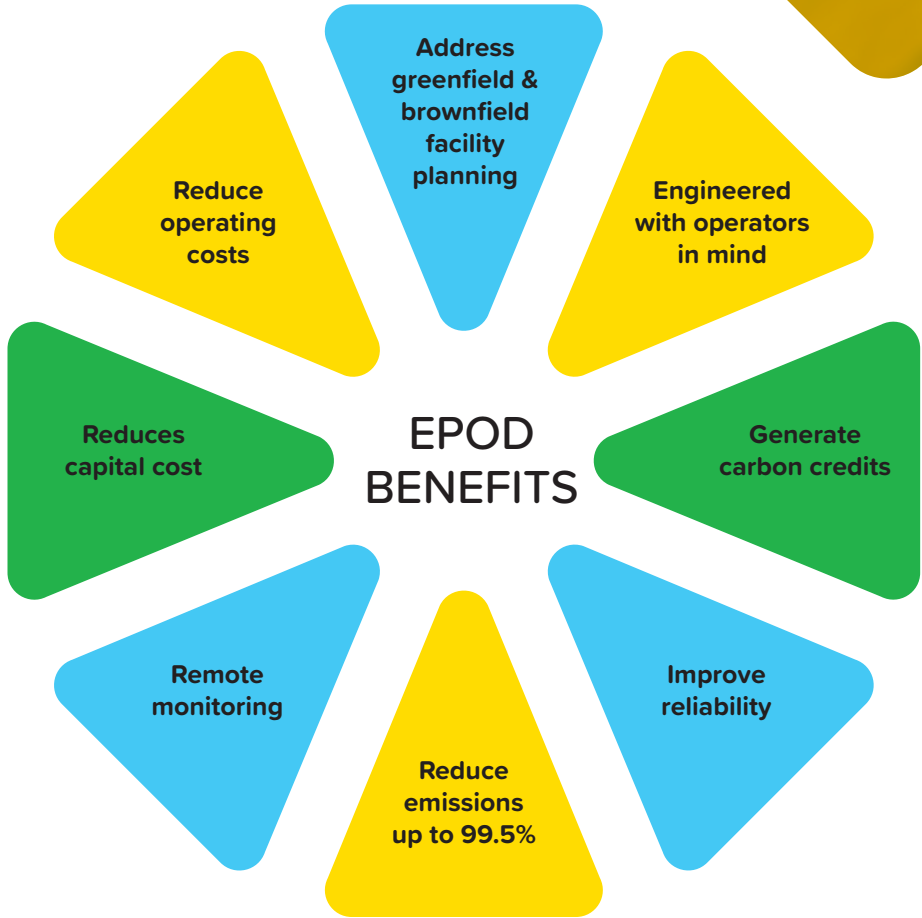 Address
greenfield &
brownfield
facility
planning
Engineered
with operators
in mind
Generate
carbon credits
Improve
reliability
Reduce
emissions
up to 99.5%
Remote
monitoring
Reduces
capital cost
Reduce
operating
costs
EPOD
BENEFITS